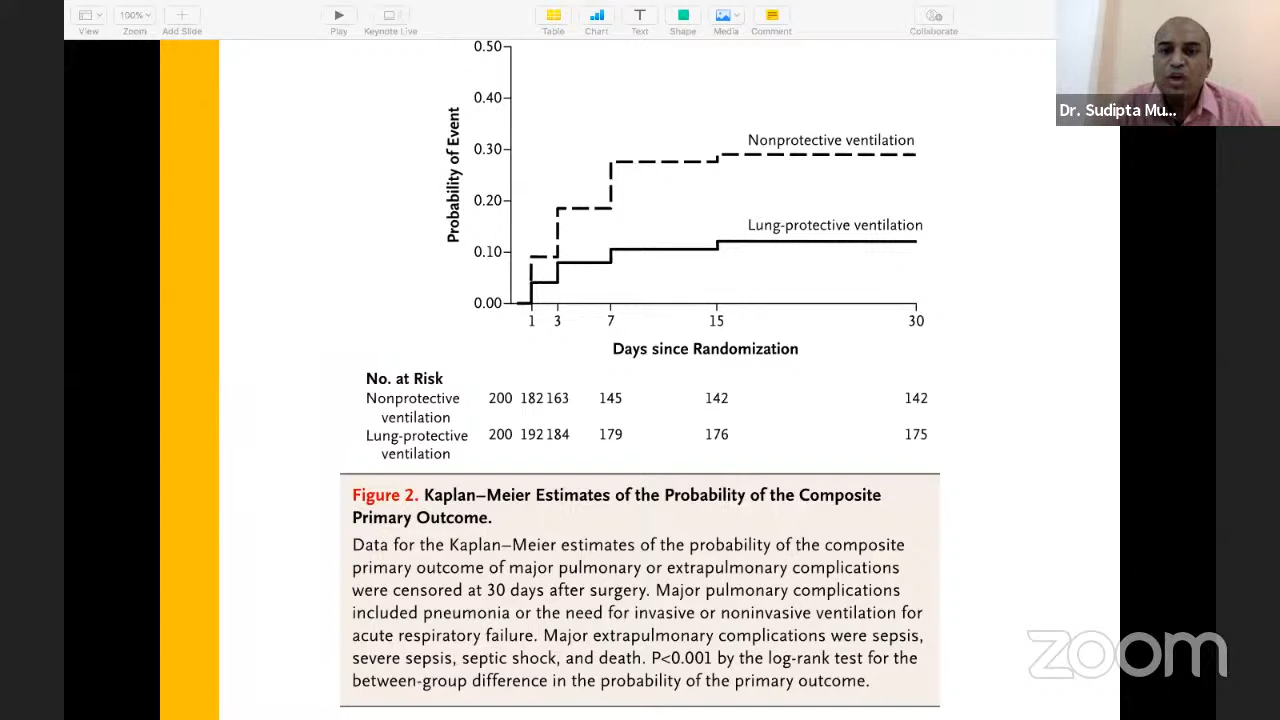 View
100%
Zoom
Add Slide
Play
Keynote Live
Table
Chart
Text
Shape
Media
Comment
Collaborate
Dr. Sudipta Mu...
0.50
0.40
0.30
0.20
0.10
0.00
Probability of Event
Nonprotective ventilation
Lung-protective ventilation
1 3 7 15 30
Days since Randomization
No. at Risk
Nonprotective 200 182 163 145 142 142
ventilation
Lung-protective 200 192 184 179 176 175
ventilation
Figure 2. Kaplan–Meier Estimates of the Probability of the Composite
Primary Outcome.
Data for the Kaplan–Meier estimates of the probability of the composite
primary outcome of major pulmonary or extrapulmonary complications
were censored at 30 days after surgery. Major pulmonary complications
included pneumonia or the need for invasive or noninvasive ventilation for
acute respiratory failure. Major extrapulmonary complications were sepsis,
severe sepsis, septic shock, and death. P<0.001 by the log-rank test for the
between-group difference in the probability of the primary outcome.
zoom